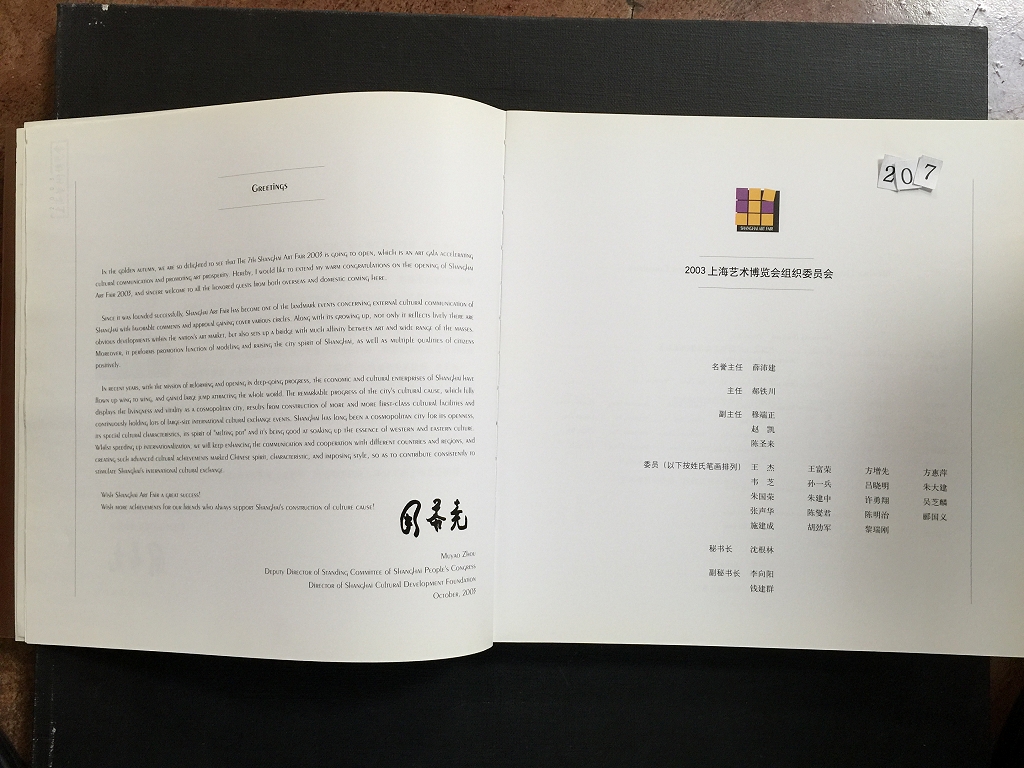 Greetings
In the golden autumn, we are so delighted to see that The 7th Shanghai Art Fair 2003 is going to open, which is an art gala accelerating
cultural communication and promoting art prosperity. Hereby, I would like to extend my warm congratulations on the opening of Shanghai
Art Fair 2003, and sincere welcome to all the honored guests from both overseas and domestic coming here.
Since it was founded successfully, Shanghai Art Fair has become one of the landmark events concerning external cultural communication of
Shanghai with favorable comments and approval gaining cover various circles. Along with its growing up, not only it reflects lively there are
obvious developments within the nation's art market, but also sets up a bridge with much affinity between art and wide range of the masses.
Moreover, it performs promotion function of modeling and raising the city spirit of Shanghai, as well as multiple qualities of citizens
positively.
In recent years, with the mission of reforming and opening in deep-going progress, the economic and cultural enterprises of Shanghai have
flown up wing to wing, and gained large jump attracting the whole world. The remarkable progress of the city's cultural cause, which fully
displays the livingness and vitality as a cosmopolitan city, results from construction of more and more first-class cultural facilities and
continuously holding lots of large-size international cultural exchange events. Shanghai has long been a cosmopolitan city for its openness,
its special cultural characteristics, its spirit of "melting pot" and it's being good at soaking up the essence of western and eastern culture.
Whilst speeding up internationalization, we will keep enhancing the communication and cooperation with different countries and regions, and
creating such advanced cultural achievements marked Chinese spirit, characteristic, and imposing style, so as to contribute consistently to
stimulate Shanghai's international cultural exchange.
Wish Shanghai Art Fair a great success!
Wish more achievements for our friends who always support Shanghai's construction of culture cause!
Muyao Zhou
Deputy Director of Standing Committee of Shanghai People's Congress
Director of Shanghai Cultural Development Foundation
October, 2003
207
SHANGHAI ART FAIR
2003上海艺术博览会组织委员会
名誉主任 薛沛建
主任 郝铁川
副主任 穆端正
赵 凯
陈圣来
委员（以下按姓氏笔画排列） 王 杰 王富荣 方增先 方惠萍
韦 芝 孙一兵 吕晓明 朱大建
朱国荣 朱建中 许勇翔 吴芝麟
张声华 陈燮君 陈明治 郦国义
施建成 胡劲军 黎瑞刚
秘书长 沈根林
副秘书长 李向阳
钱建群